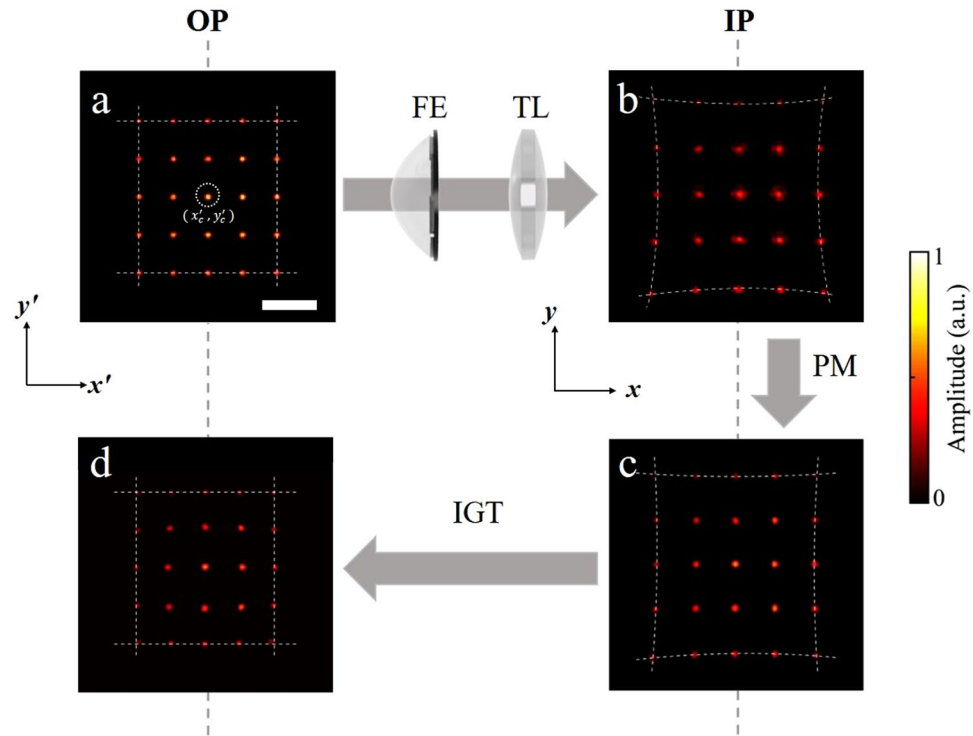 OP
IP
a
(x′c, y′c)
FE
TL
b
y′
x′
y
x
PM
1
Amplitude (a.u.)
0
d
IGT
c